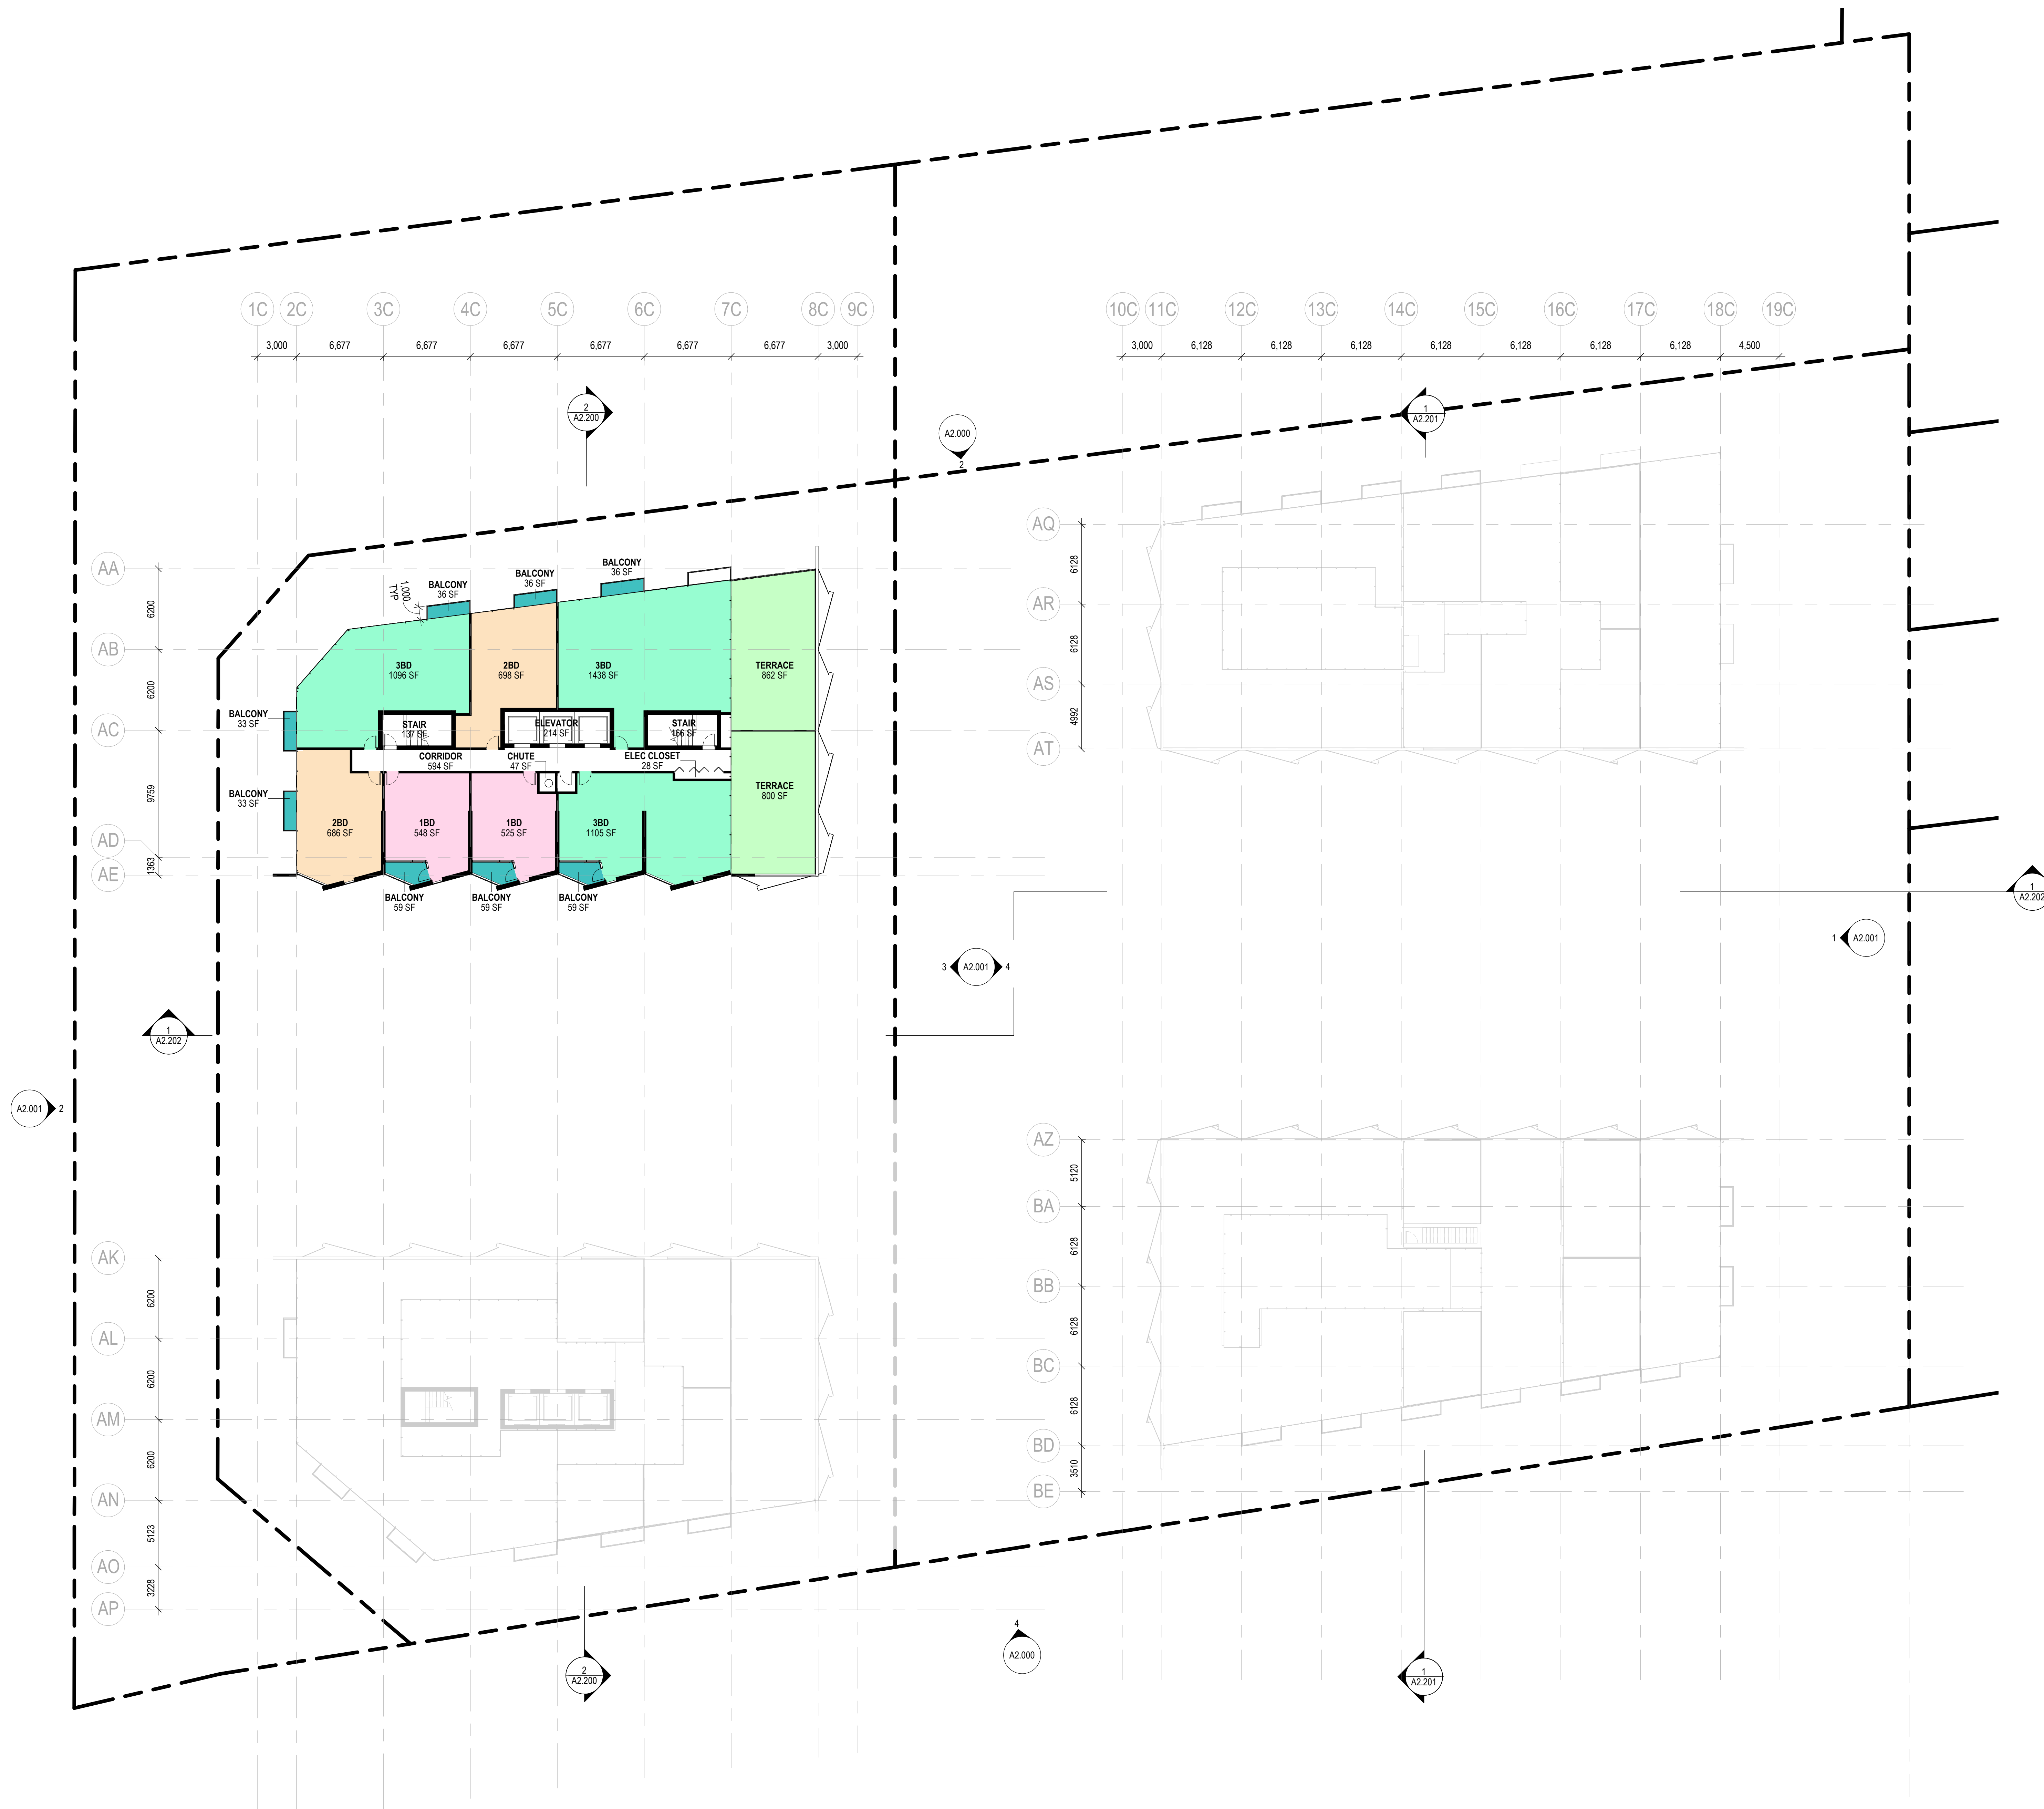 1C
2C
3C
4C
5C
6C
7C
8C
9C
10C
11C
12C
13C
14C
15C
16C
17C
18C
19C
3,000
6,677
6,677
6,677
6,677
6,677
6,677
3,000
3,000
6,128
6,128
6,128
6,128
6,128
6,128
6,128
4,500
2
A2.200
A2.000
2
1
A2.201
AA
AB
AC
AD
AE
6200
6200
9759
1363
1,000
TYP
BALCONY
36 SF
BALCONY
36 SF
BALCONY
36 SF
3BD
1096 SF
2BD
698 SF
3BD
1438 SF
TERRACE
862 SF
BALCONY
33 SF
STAIR
137 SF
ELEVATOR
214 SF
STAIR
166 SF
CORRIDOR
594 SF
CHUTE
47 SF
ELEC CLOSET
28 SF
BALCONY
33 SF
2BD
686 SF
1BD
548 SF
1BD
525 SF
3BD
1105 SF
TERRACE
800 SF
BALCONY
59 SF
BALCONY
59 SF
BALCONY
59 SF
AQ
AR
AS
AT
6128
6128
4992
1
A2.202
1
A2.001
3
A2.001
4
1
A2.202
A2.001
2
AK
AL
AM
AN
AO
AP
6200
6200
6200
5123
3228
AZ
BA
BB
BC
BD
BE
5120
6128
6128
6128
3510
2
A2.200
4
A2.000
1
A2.201